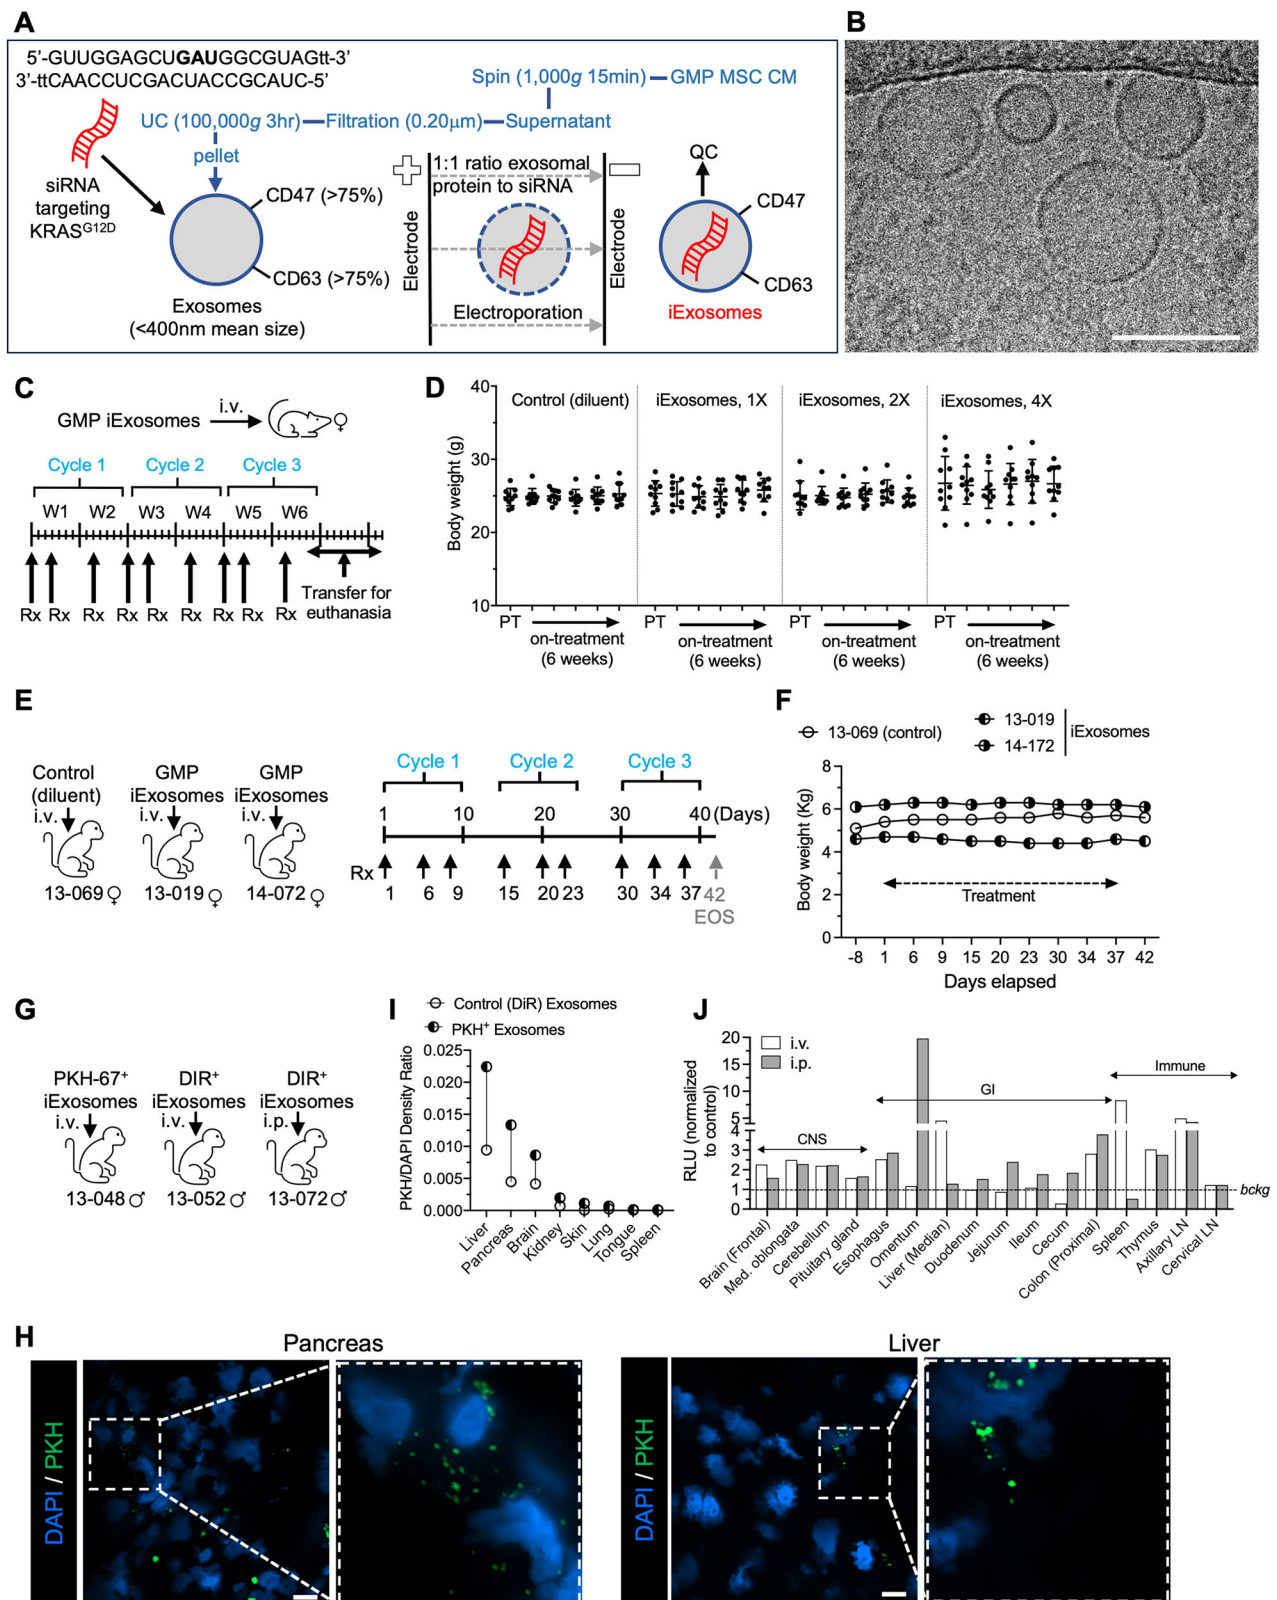 A
5’-GUUGGAGCUGAUGGCGUAGtt-3’
3’-ttCAACCUCGACUACCGCAUC-5’
Spin (1,000g 15min)
GMP MSC CM
UC (100,000g 3hr)
Filtration (0.20μm)
Supernatant
pellet
siRNA
targeting
KRASG12D
CD47 (>75%)
CD63 (>75%)
Exosomes
(<400nm mean size)
Electrode
1:1 ratio exosomal
protein to siRNA
Electroporation
Electrode
QC
CD47
CD63
iExosomes
B
C
GMP iExosomes
i.v.
Cycle 1
Cycle 2
Cycle 3
W1
W2
W3
W4
W5
W6
Rx
Rx
Rx
Rx
Rx
Rx
Rx
Rx
Rx
Transfer for
euthanasia
D
Body weight (g)
40
30
20
10
Control (diluent)
iExosomes, 1X
iExosomes, 2X
iExosomes, 4X
PT
on-treatment
(6 weeks)
PT
on-treatment
(6 weeks)
PT
on-treatment
(6 weeks)
PT
on-treatment
(6 weeks)
E
Control
(diluent)
i.v.
13-069♀
GMP
iExosomes
i.v.
13-019♀
GMP
iExosomes
i.v.
14-072♀
Cycle 1
Cycle 2
Cycle 3
1
10
20
30
40 (Days)
Rx
1
6
9
15
20
23
30
34
37
42
EOS
F
13-069 (control)
13-019
14-172
iExosomes
Body weight (Kg)
8
6
4
2
0
Treatment
-8
1
6
9
15
20
23
30
34
37
42
Days elapsed
G
PKH-67+
iExosomes
i.v.
13-048♂
DIR+
iExosomes
i.v.
13-052♂
DIR+
iExosomes
i.p.
13-072♂
I
Control (DiR) Exosomes
PKH+ Exosomes
PKH/DAPI Density Ratio
0.025
0.020
0.015
0.010
0.005
0.000
Liver
Pancreas
Brain
Kidney
Skin
Lung
Tongue
Spleen
J
RLU (normalized
to control)
20
15
10
5
4
3
2
1
0
i.v.
i.p.
CNS
GI
Immune
bckg
Brain (Frontal)
Med. oblongata
Cerebellum
Pituitary gland
Esophagus
Omentum
Liver (Median)
Duodenum
Jejunum
Ileum
Cecum
Colon (Proximal)
Spleen
Thymus
Axillary LN
Cervical LN
H
Pancreas
Liver
DAPI / PKH
DAPI / PKH